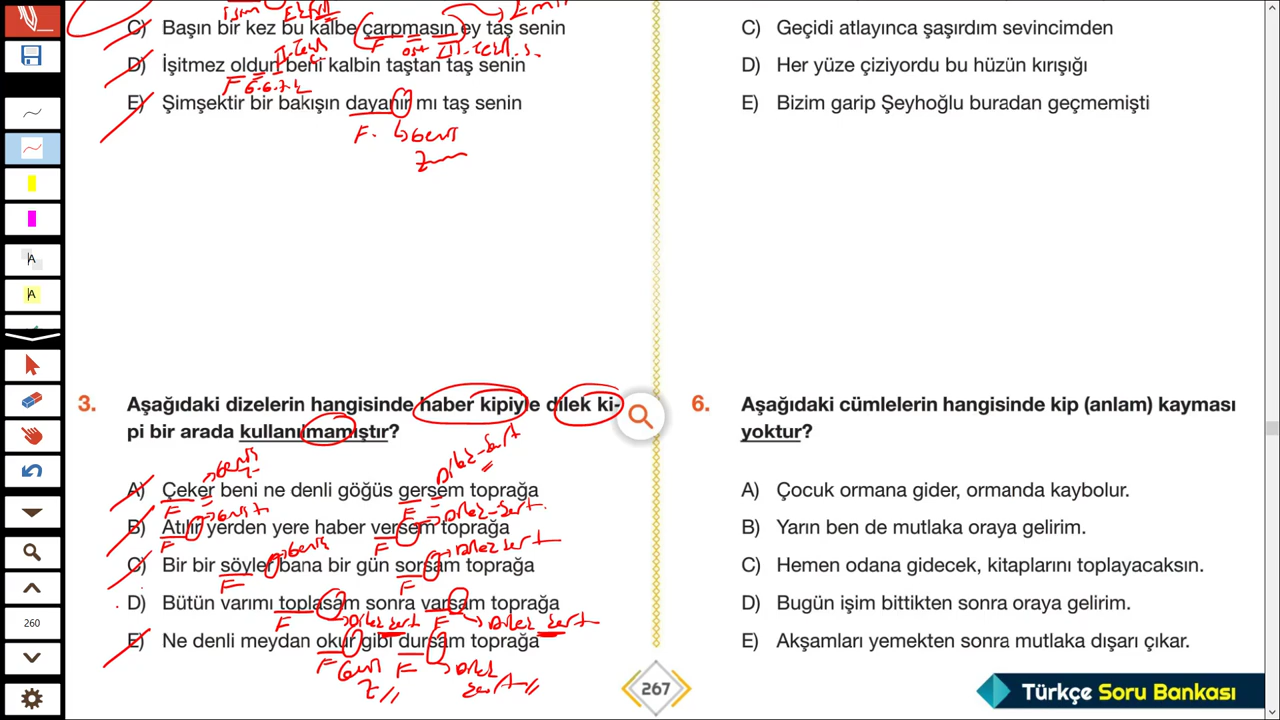 C) Başın bir kez bu kalbe çarpmasın ey taş senin
D) İşitmez oldun beni kalbin taştan taş senin
E) Şimşektir bir bakışın dayanır mı taş senin
F.
3. Aşağıdaki dizelerin hangisinde haber kipiyle dilek ki-
pi bir arada kullanılmamıştır?
A) Çeker beni ne denli göğüs gersem toprağa
F
F
B) Atılır yerden yere haber versem toprağa
F
F
C) Bir bir söyler bana bir gün sorsam toprağa
F
F
D) Bütün varımı toplasam sonra varsam toprağa
F
F
E) Ne denli meydan okur gibi dursam toprağa
F
F
C) Geçidi atlayınca şaşırdım sevincimden
D) Her yüze çiziyordu bu hüzün kırışığı
E) Bizim garip Şeyhoğlu buradan geçmemişti
6. Aşağıdaki cümlelerin hangisinde kip (anlam) kayması
yoktur?
A) Çocuk ormana gider, ormanda kaybolur.
B) Yarın ben de mutlaka oraya gelirim.
C) Hemen odana gidecek, kitaplarını toplayacaksın.
D) Bugün işim bittikten sonra oraya gelirim.
E) Akşamları yemekten sonra mutlaka dışarı çıkar.
267
Türkçe Soru Bankası
A
A
260